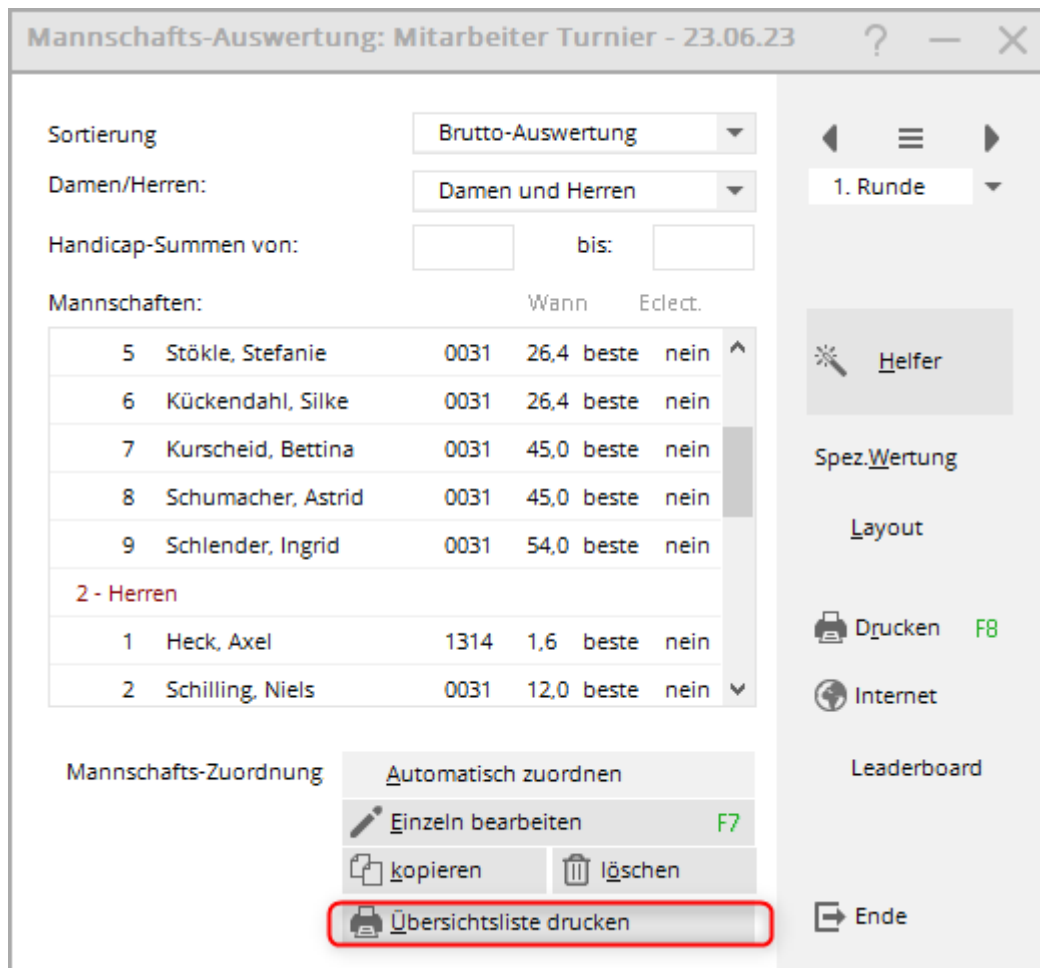 Mannschafts-Auswertung: Mitarbeiter Turnier - 23.06.23 ?
Sortierung Brutto-Auswertung
Damen/Herren: Damen und Herren
Handicap-Summen von: bis:
Mannschaften: Wann Eclect.
5 Stökle, Stefanie 0031 26,4 beste nein
6 Kückendahl, Silke 0031 26,4 beste nein
7 Kurscheid, Bettina 0031 45,0 beste nein
8 Schumacher, Astrid 0031 45,0 beste nein
9 Schlender, Ingrid 0031 54,0 beste nein
2 - Herren
1 Heck, Axel 1314 1,6 beste nein
2 Schilling, Niels 0031 12,0 beste nein
Mannschafts-Zuordnung Automatisch zuordnen
Einzeln bearbeiten F7
kopieren löschen
Übersichtsliste drucken
1. Runde
Helfer
Spez.Wertung
Layout
Drucken F8
Internet
Leaderboard
Ende